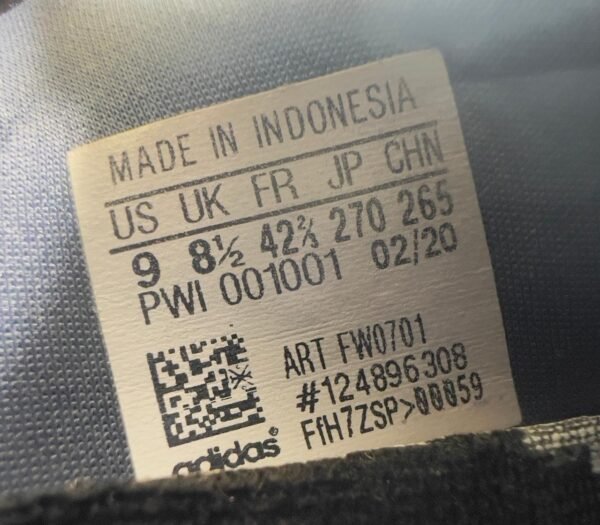 MADE IN INDONESIA
US UK FR JP CHN
9 8½ 42⅔ 270 265
PWI 001001 02/20
ART FW0701
#124896308
FfH7ZSP>00059
adidas®